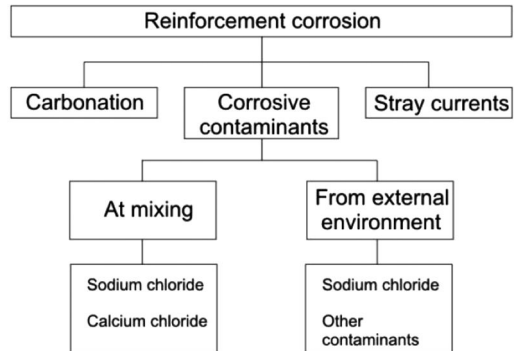 Reinforcement corrosion
Carbonation
Corrosive
contaminants
Stray currents
At mixing
From external
environment
Sodium chloride
Calcium chloride
Sodium chloride
Other
contaminants